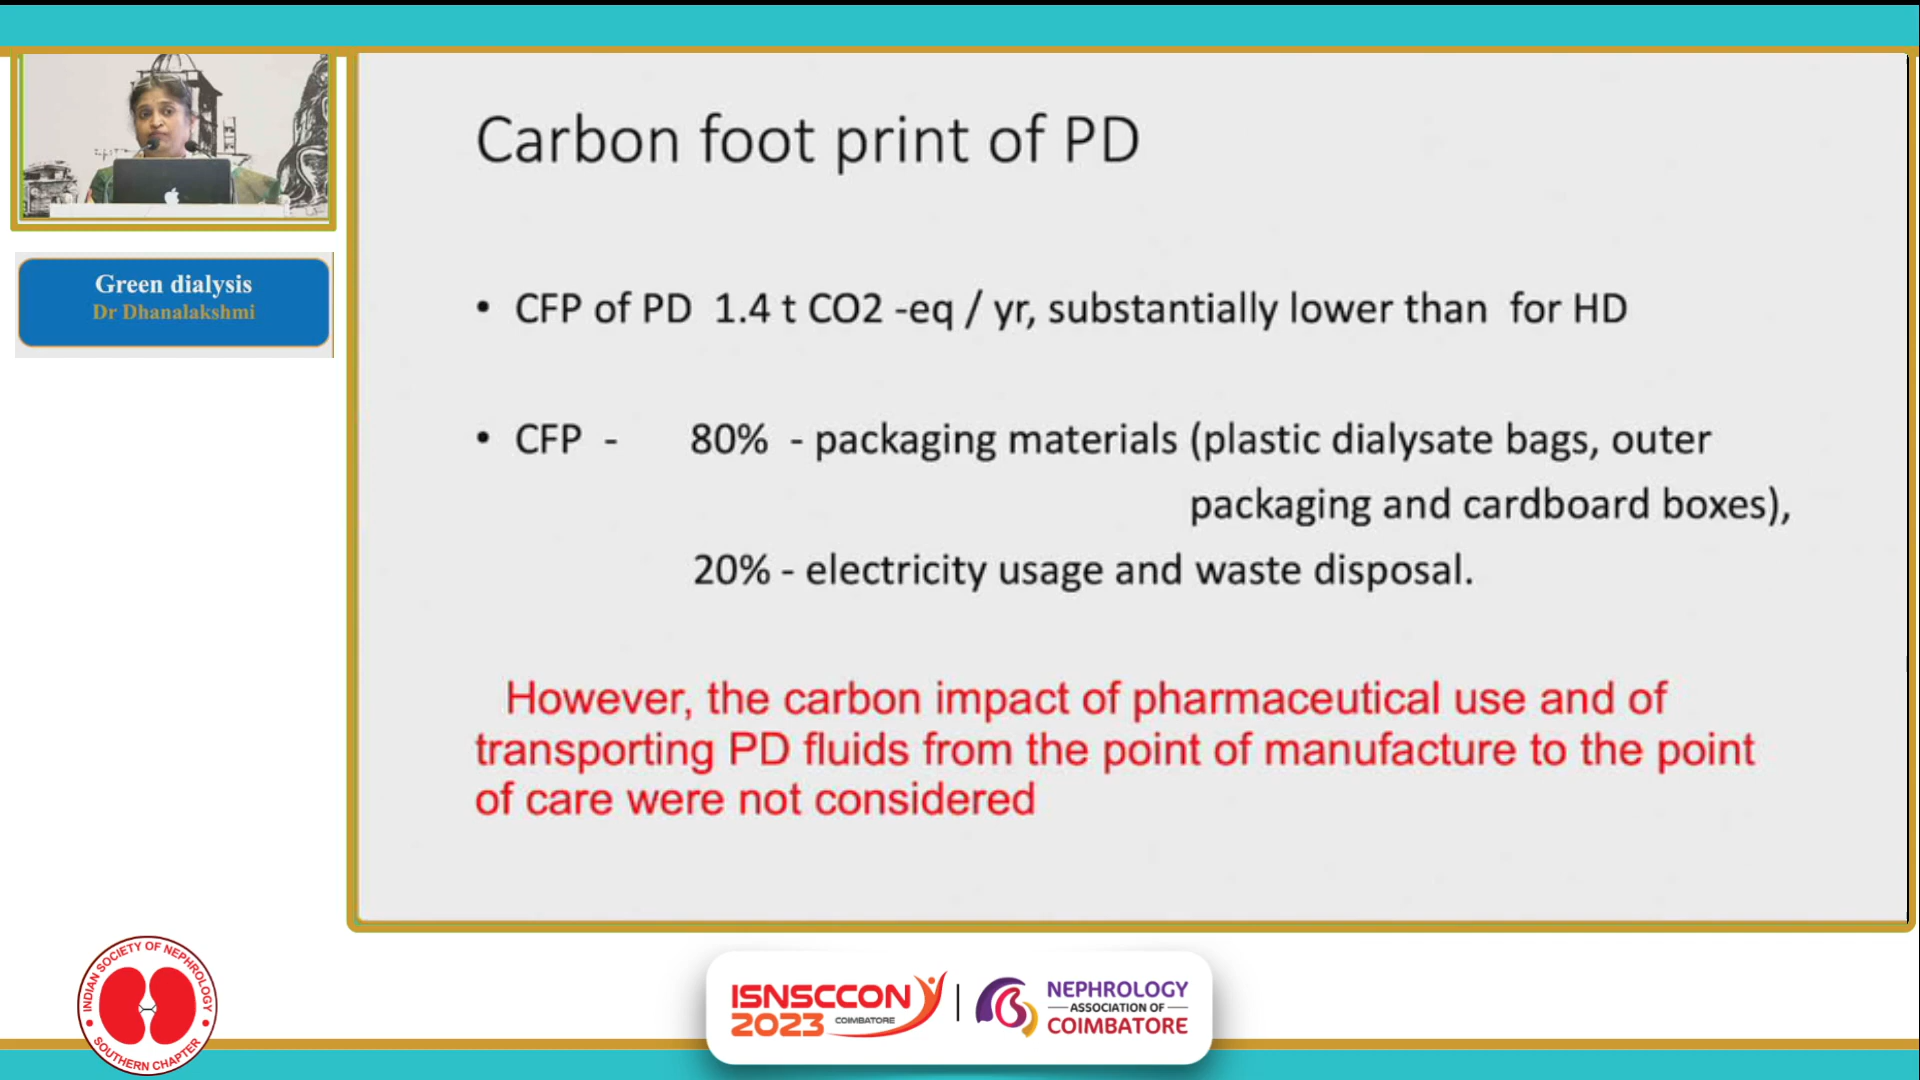 Green dialysis
Dr Dhanalakshmi
Carbon foot print of PD
• CFP of PD 1.4 t CO2 -eq / yr, substantially lower than for HD
• CFP - 80% - packaging materials (plastic dialysate bags, outer
packaging and cardboard boxes),
20% - electricity usage and waste disposal.
However, the carbon impact of pharmaceutical use and of
transporting PD fluids from the point of manufacture to the point
of care were not considered
INDIAN SOCIETY OF NEPHROLOGY
SOUTHERN CHAPTER
ISNSCCON
2023 COIMBATORE
NEPHROLOGY
ASSOCIATION OF
COIMBATORE